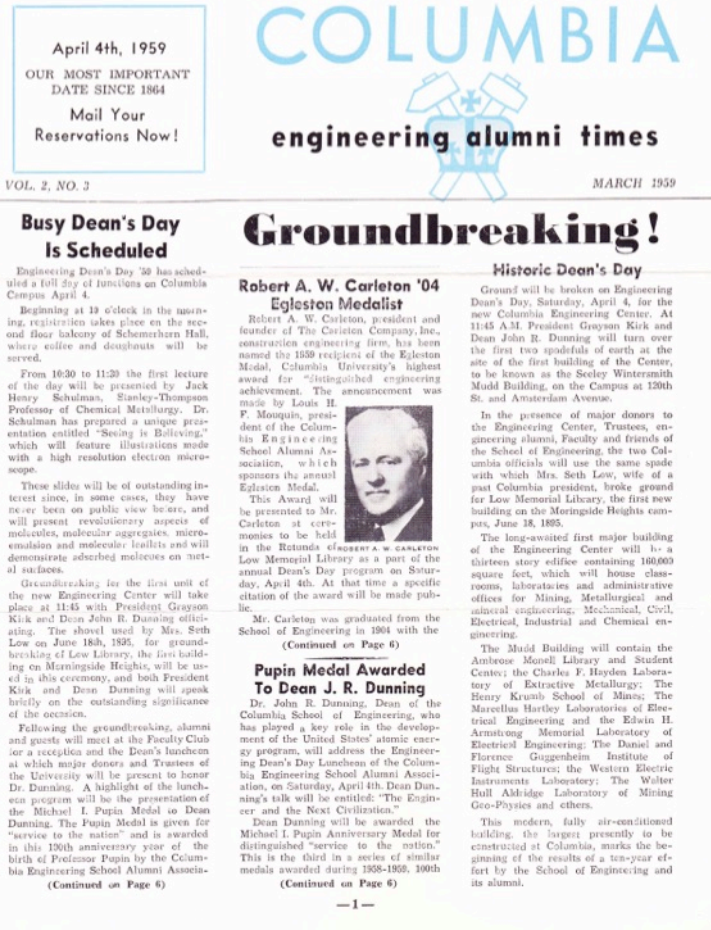 April 4th, 1959
OUR MOST IMPORTANT
DATE SINCE 1864
Mail Your
Reservations Now!
COLUMBIA
engineering alumni times
VOL. 2, NO. 3
MARCH 1959
Busy Dean's Day
Is Scheduled
Engineering Dean's Day '59 has sched-
uled a full day of functions on Columbia
Campus April 4.
Beginning at 10 o'clock in the morn-
ing, registration takes place on the sec-
ond floor balcony of Schemerhorn Hall,
where coffee and doughnuts will be
served.
From 10:30 to 11:30 the first lecture
of the day will be presented by Jack
Henry Schulman, Stanley-Thompson
Professor of Chemical Metallurgy. Dr.
Schulman has prepared a unique pres-
entation entitled "Seeing is Believing,"
which will feature illustrations made
with a high resolution electron micro-
scope.
These slides will be of outstanding in-
terest since, in some cases, they have
never been on public view before, and
will present revolutionary aspects of
molecules, molecular aggregates, micro-
emulsion and molecular leaflets and will
demonstrate adsorbed molecues on met-
al surfaces.
Groundbreaking for the first unit of
the new Engineering Center will take
place at 11:45 with President Grayson
Kirk and Dean John R. Dunning offici-
ating. The shovel used by Mrs. Seth
Low on June 18th, 1895, for ground-
breaking of Low Library, the first build-
ing on Morningside Heights, will be us-
ed in this ceremony, and both President
Kirk and Dean Dunning will speak
briefly on the outstanding significance
of the occasion.
Following the groundbreaking, alumni
and guests will meet at the Faculty Club
for a reception and the Dean's luncheon
at which major donors and Trustees of
the University will be present to honor
Dr. Dunning. A highlight of the lunch-
eon program will be the presentation of
the Michael I. Pupin Medal to Dean
Dunning. The Pupin Medal is given for
"service to the nation" and is awarded
in this 100th anniversary year of the
birth of Professor Pupin by the Colum-
bia Engineering School Alumni Associa-
(Continued on Page 6)
Groundbreaking!
Robert A. W. Carleton '04
Egleston Medalist
Robert A. W. Carleton, president and
founder of The Carleton Company, Inc.,
construction engineering firm, has been
named the 1959 recipient of the Egleston
Medal, Columbia University's highest
award for "distinguished engineering
achievement. The announcement was
made by Louis H.
F. Mouquin, presi-
dent of the Colum-
bia Engineering
School Alumni As-
sociation, which
sponsors the annual
Egleston Medal.
This Award will
be presented to Mr.
Carleton at cere-
monies to be held
in the Rotunda of
ROBERT A. W. CARLETON
Low Memorial Library as a part of the
annual Dean's Day program on Satur-
day, April 4th. At that time a specific
citation of the award will be made pub-
lic.
Mr. Carleton was graduated from the
School of Engineering in 1904 with the
(Continued on Page 6)
Pupin Medal Awarded
To Dean J. R. Dunning
Dr. John R. Dunning, Dean of the
Columbia School of Engineering, who
has played a key role in the develop-
ment of the United States' atomic ener-
gy program, will address the Engineer-
ing Dean's Day Luncheon of the Colum-
bia Engineering School Alumni Associ-
ation, on Saturday, April 4th. Dean Dun-
ning's talk will be entitled: "The Engin-
eer and the Next Civilization."
Dean Dunning will be awarded the
Michael I. Pupin Anniversary Medal for
distinguished "service to the nation."
This is the third in a series of similar
medals awarded during 1958-1959, 100th
(Continued on Page 6)
Historic Dean's Day
Ground will be broken on Engineering
Dean's Day, Saturday, April 4, for the
new Columbia Engineering Center. At
11:45 A.M. President Grayson Kirk and
Dean John R. Dunning will turn over
the first two spadefuls of earth at the
site of the first building of the Center,
to be known as the Seeley Wintersmith
Mudd Building, on the Campus at 120th
St. and Amsterdam Avenue.
In the presence of major donors to
the Engineering Center, Trustees, en-
gineering alumni, Faculty and friends of
the School of Engineering, the two Col-
umbia officials will use the same spade
with which Mrs. Seth Low, wife of a
past Columbia president, broke ground
for Low Memorial Library, the first new
building on the Morningside Heights cam-
pus, June 18, 1895.
The long-awaited first major building
of the Engineering Center will be a
thirteen story edifice containing 160,000
square feet, which will house class-
rooms, laboratories and administrative
offices for Mining, Metallurgical and
mineral engineering, Mechanical, Civil,
Electrical, Industrial and Chemical en-
gineering.
The Mudd Building will contain the
Ambrose Monell Library and Student
Center; the Charles F. Hayden Labora-
tory of Extractive Metallurgy; The
Henry Krumb School of Mines; The
Marcellus Hartley Laboratories of Elec-
trical Engineering and the Edwin H.
Armstrong Memorial Laboratory of
Electrical Engineering; The Daniel and
Florence Guggenheim Institute of
Flight Structures; the Western Electric
Instruments Laboratory; The Walter
Hull Aldridge Laboratory of Mining
Geo-Physics and others.
This modern, fully air-conditioned
building, the largest presently to be
constructed at Columbia, marks the be-
ginning of the results of a ten-year ef-
fort by the School of Engineering and
its alumni.
—1—